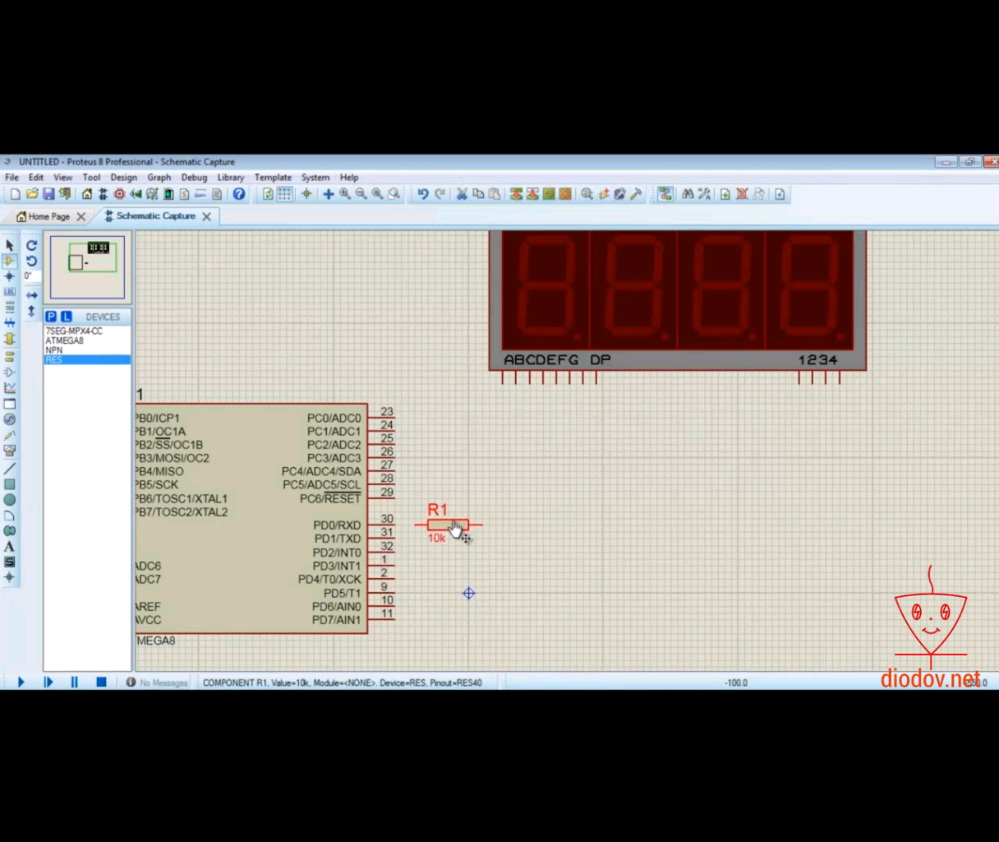 UNTITLED - Proteus 8 Professional - Schematic Capture
File Edit View Tool Design Graph Debug Library Template System Help
Home Page
Schematic Capture
0°
P L DEVICES
7SEG-MPX4-CC
ATMEGA8
NPN
RES
LBL
A
S
ABCDEFG DP
1234
1
PB0/ICP1
PB1/OC1A
PB2/SS/OC1B
PB3/MOSI/OC2
PB4/MISO
PB5/SCK
PB6/TOSC1/XTAL1
PB7/TOSC2/XTAL2
ADC6
ADC7
AREF
AVCC
PC0/ADC0 23
PC1/ADC1 24
PC2/ADC2 25
PC3/ADC3 26
PC4/ADC4/SDA 27
PC5/ADC5/SCL 28
PC6/RESET 29
PD0/RXD 30
PD1/TXD 31
PD2/INT0 32
PD3/INT1 1
PD4/T0/XCK 2
PD5/T1 9
PD6/AIN0 10
PD7/AIN1 11
TMEGA8
R1
10k
diodov.net
No Messages
COMPONENT R1, Value=10k, Module=<NONE>. Device=RES, Pinout=RES40
-100.0